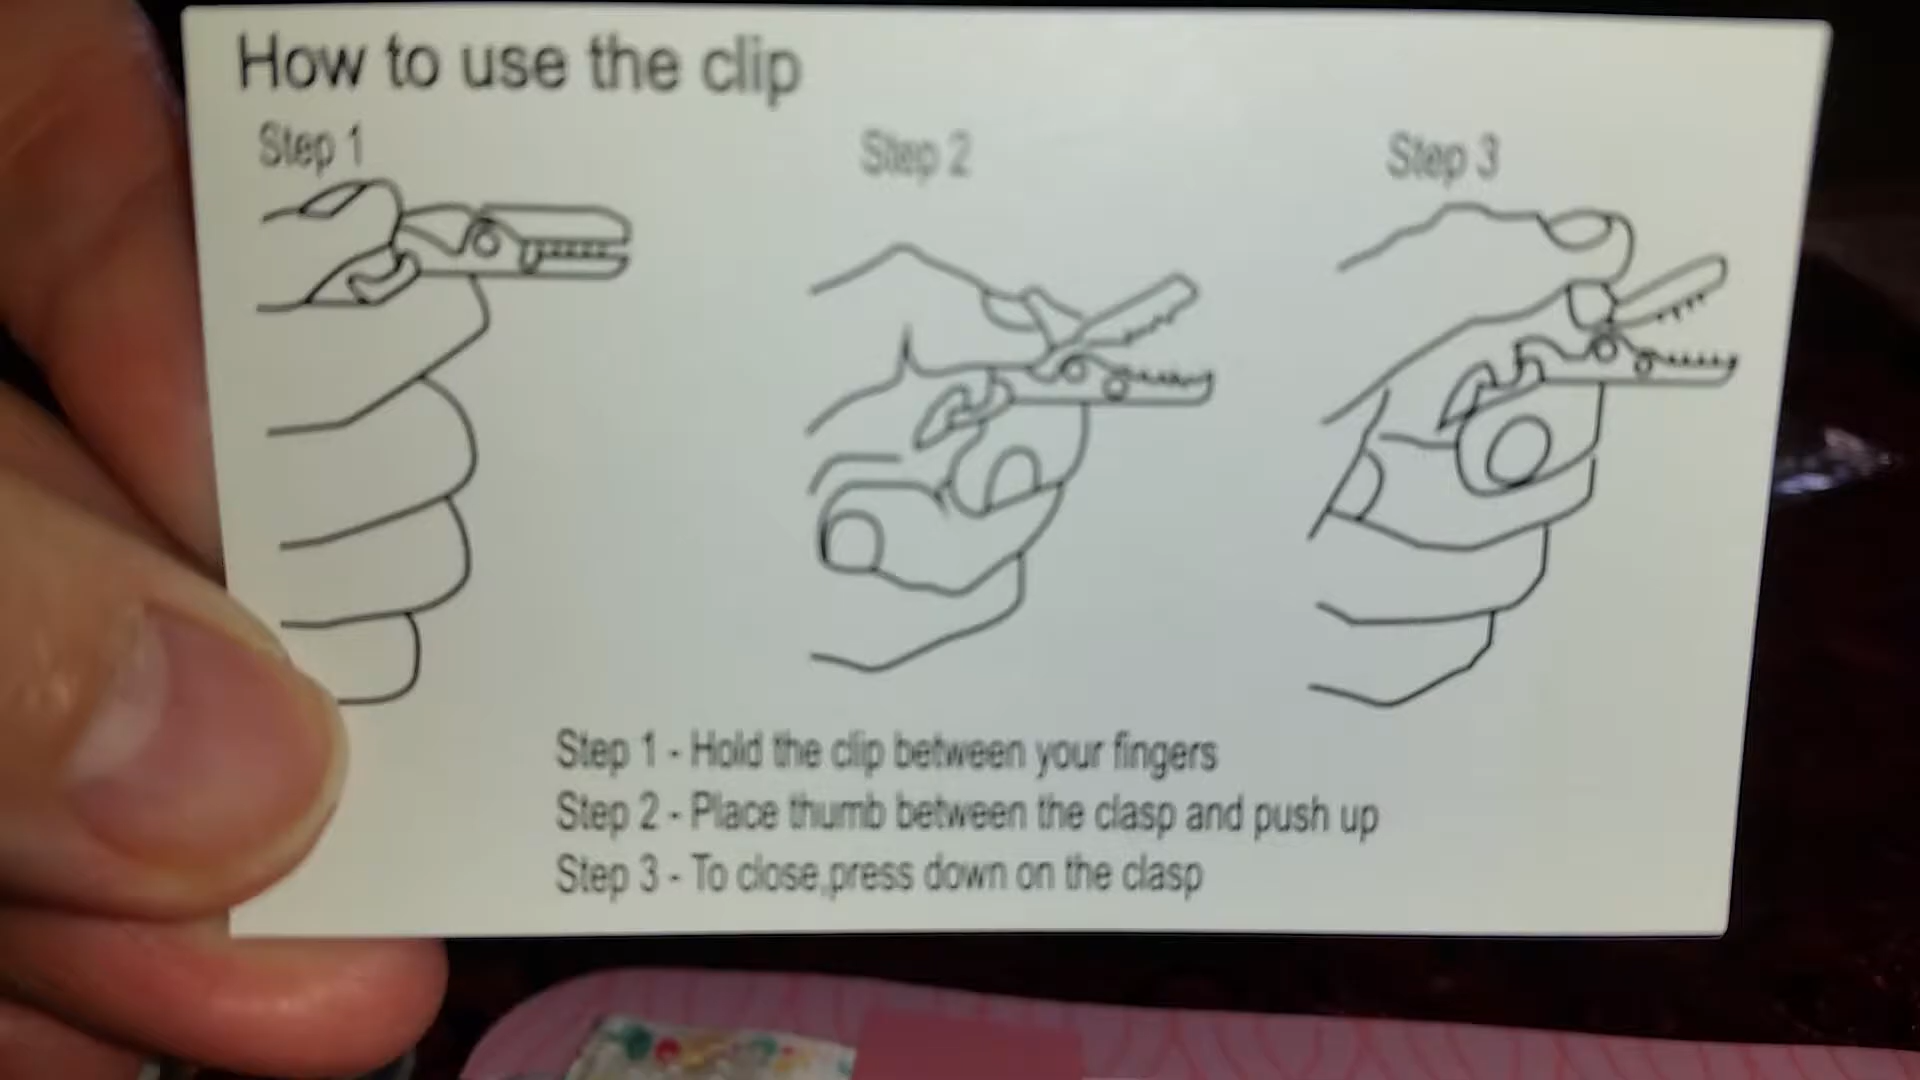 How to use the clip
Step 1
Step 2
Step 3
Step 1 - Hold the clip between your fingers
Step 2 - Place thumb between the clasp and push up
Step 3 - To close,press down on the clasp